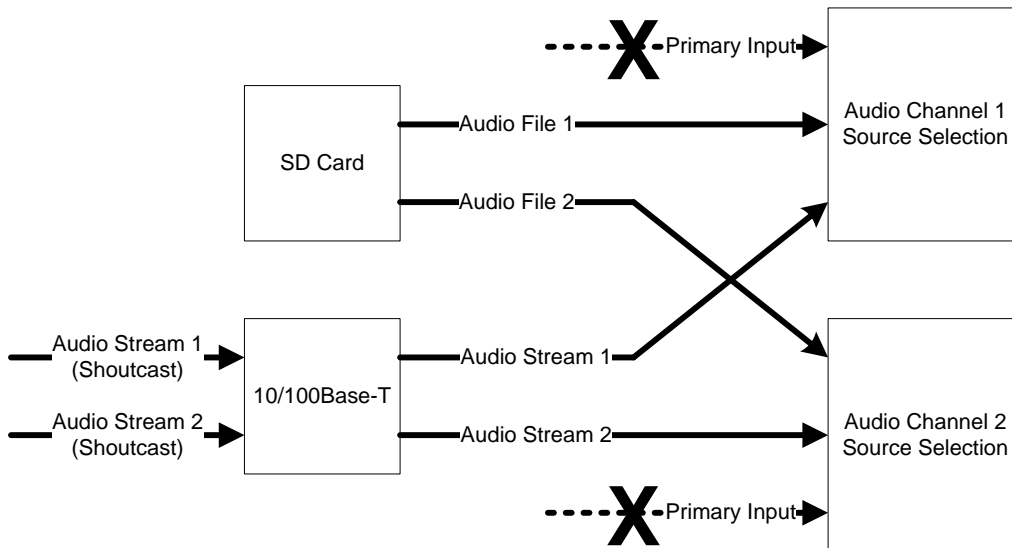 X Primary Input
Audio File 1
Audio Channel 1
Source Selection
SD Card
Audio File 2
Audio Stream 1
(Shoutcast)
Audio Stream 1
10/100Base-T
Audio Stream 2
(Shoutcast)
Audio Stream 2
Audio Channel 2
Source Selection
X Primary Input